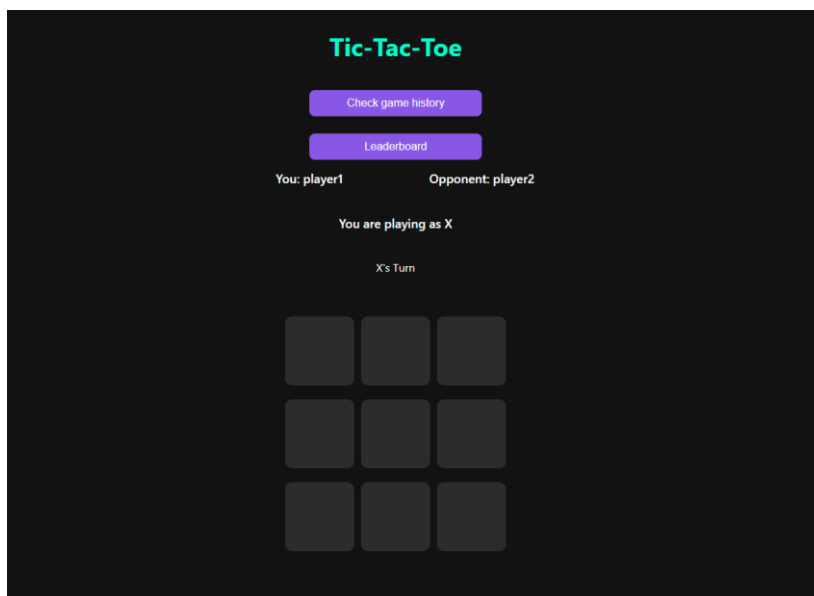 Tic-Tac-Toe
Check game history
Leaderboard
You: player1 Opponent: player2
You are playing as X
X's Turn